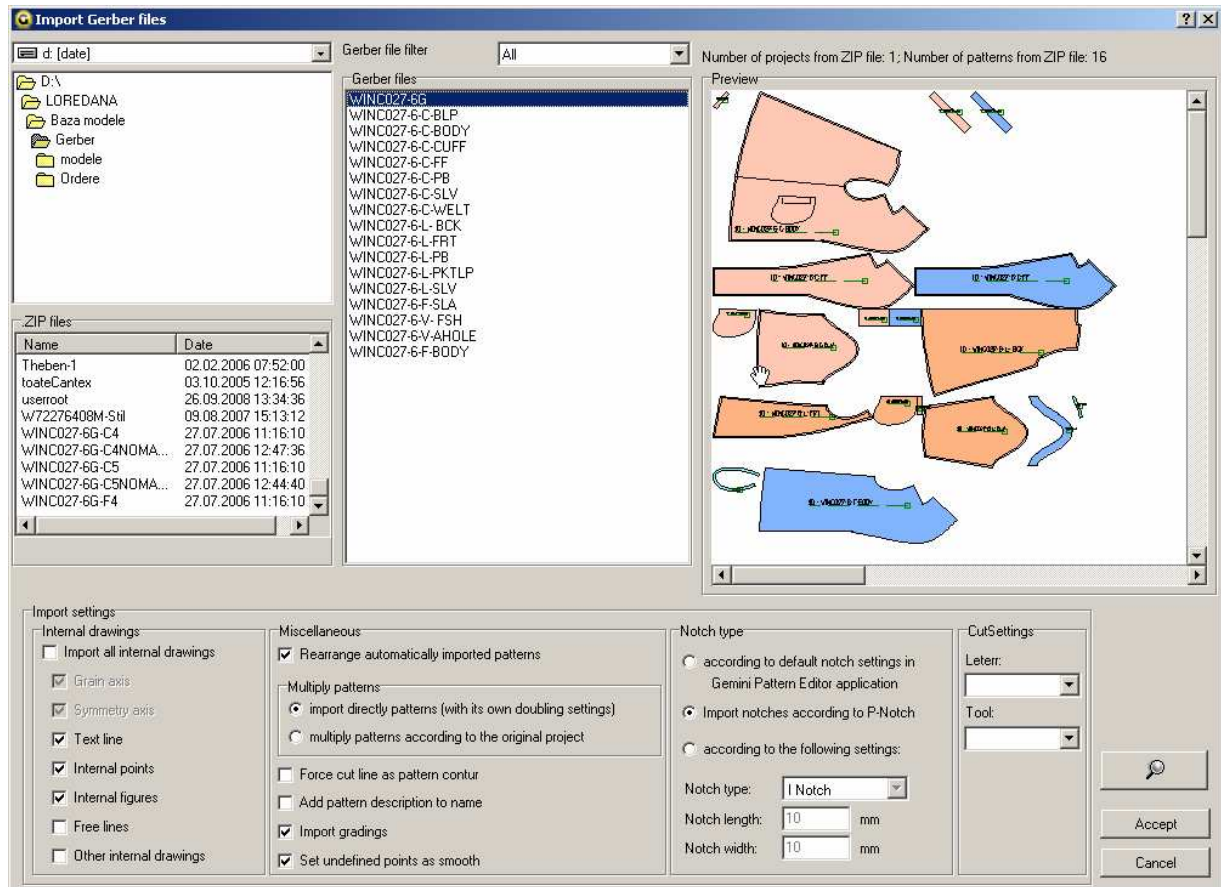 Import Gerber files
d: [date]
Gerber file filter
All
Number of projects from ZIP file: 1; Number of patterns from ZIP file: 16
D:\
LOREDANA
Baza modele
Gerber
modele
Ordere
.ZIP files
Name Date
Theben-1 02.02.2006 07:52:00
toateCantex 03.10.2005 12:16:56
userroot 26.09.2008 13:34:36
W72276408M-Stil 09.08.2007 15:13:12
WINC027-6G-C4 27.07.2006 11:16:10
WINC027-6G-C4NOMA... 27.07.2006 12:47:36
WINC027-6G-C5 27.07.2006 11:16:10
WINC027-6G-C5NOMA... 27.07.2006 12:44:40
WINC027-6G-F4 27.07.2006 11:16:10
Gerber files
WINC027-6G
WINC027-6-C-BLP
WINC027-6-C-BODY
WINC027-6-C-CUFF
WINC027-6-C-FF
WINC027-6-C-PB
WINC027-6-C-SLV
WINC027-6-C-WELT
WINC027-6-L- BCK
WINC027-6-L-FRT
WINC027-6-L-PB
WINC027-6-L-PKTLP
WINC027-6-L-SLV
WINC027-6-F-SLA
WINC027-6-V- FSH
WINC027-6-V-AHOLE
WINC027-6-F-BODY
Preview
Import settings
Internal drawings
Import all internal drawings
Grain axis
Symmetry axis
Text line
Internal points
Internal figures
Free lines
Other internal drawings
Miscellaneous
Rearrange automatically imported patterns
Multiply patterns
import directly patterns (with its own doubling settings)
multiply patterns according to the original project
Force cut line as pattern contur
Add pattern description to name
Import gradings
Set undefined points as smooth
Notch type
according to default notch settings in
Gemini Pattern Editor application
Import notches according to P-Notch
according to the following settings:
Notch type: I Notch
Notch length: 10 mm
Notch width: 10 mm
CutSettings
Leterr:
Tool:
Accept
Cancel